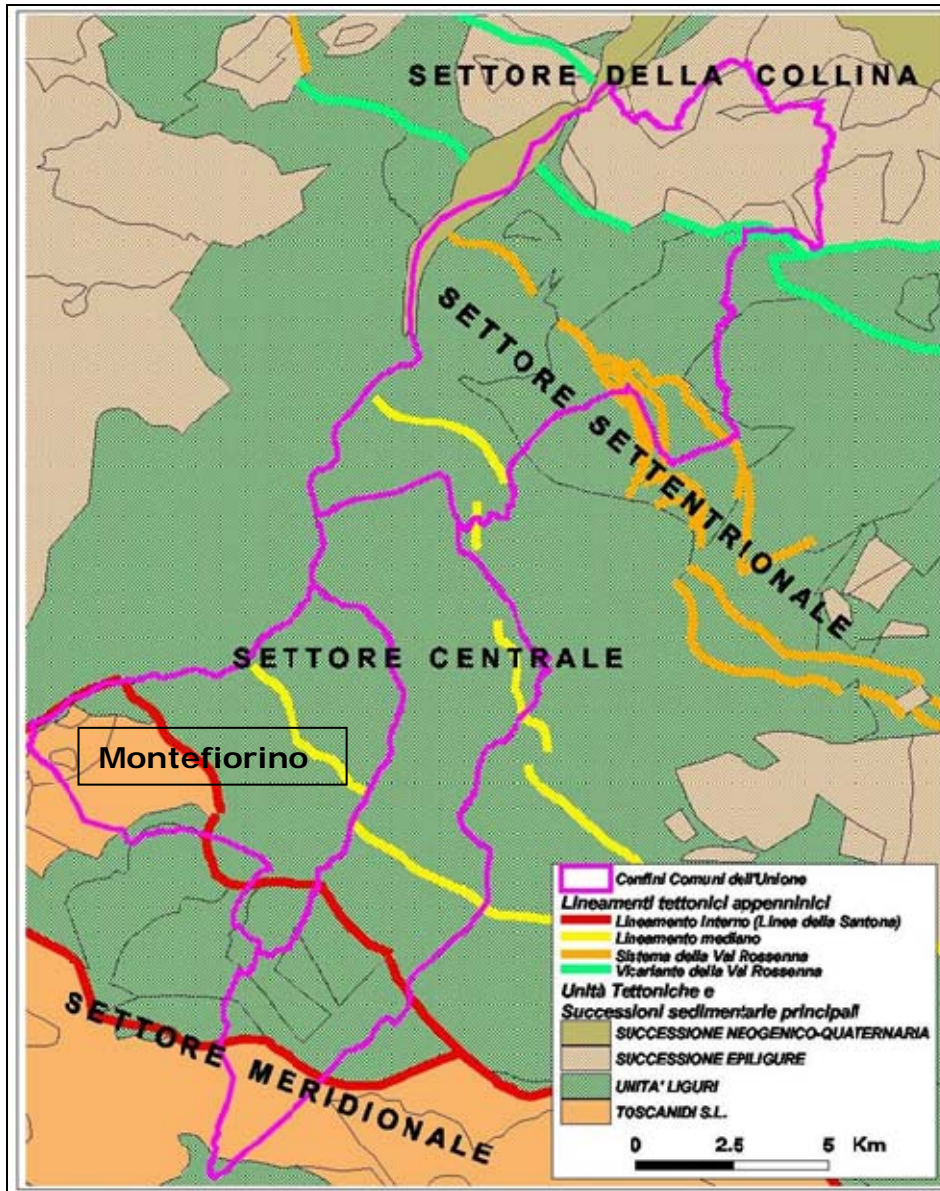 SETTORE DELLA COLLINA
SETTORE SETTENTRIONALE
SETTORE CENTRALE
Montefiorino
SETTORE MERIDIONALE
Confini Comuni dell'Unione
Lineamenti tettonici appenninici
Lineamento Interno (Linea della Santona)
Lineamento mediano
Sistema della Val Rossenna
Vicariante della Val Rossenna
Unità Tettoniche e
Successioni sedimentarie principali
SUCCESSIONE NEOGENICO-QUATERNARIA
SUCCESSIONE EPILIGURE
UNITA' LIGURI
TOSCANIDI S.L.
0 2.5 5 Km